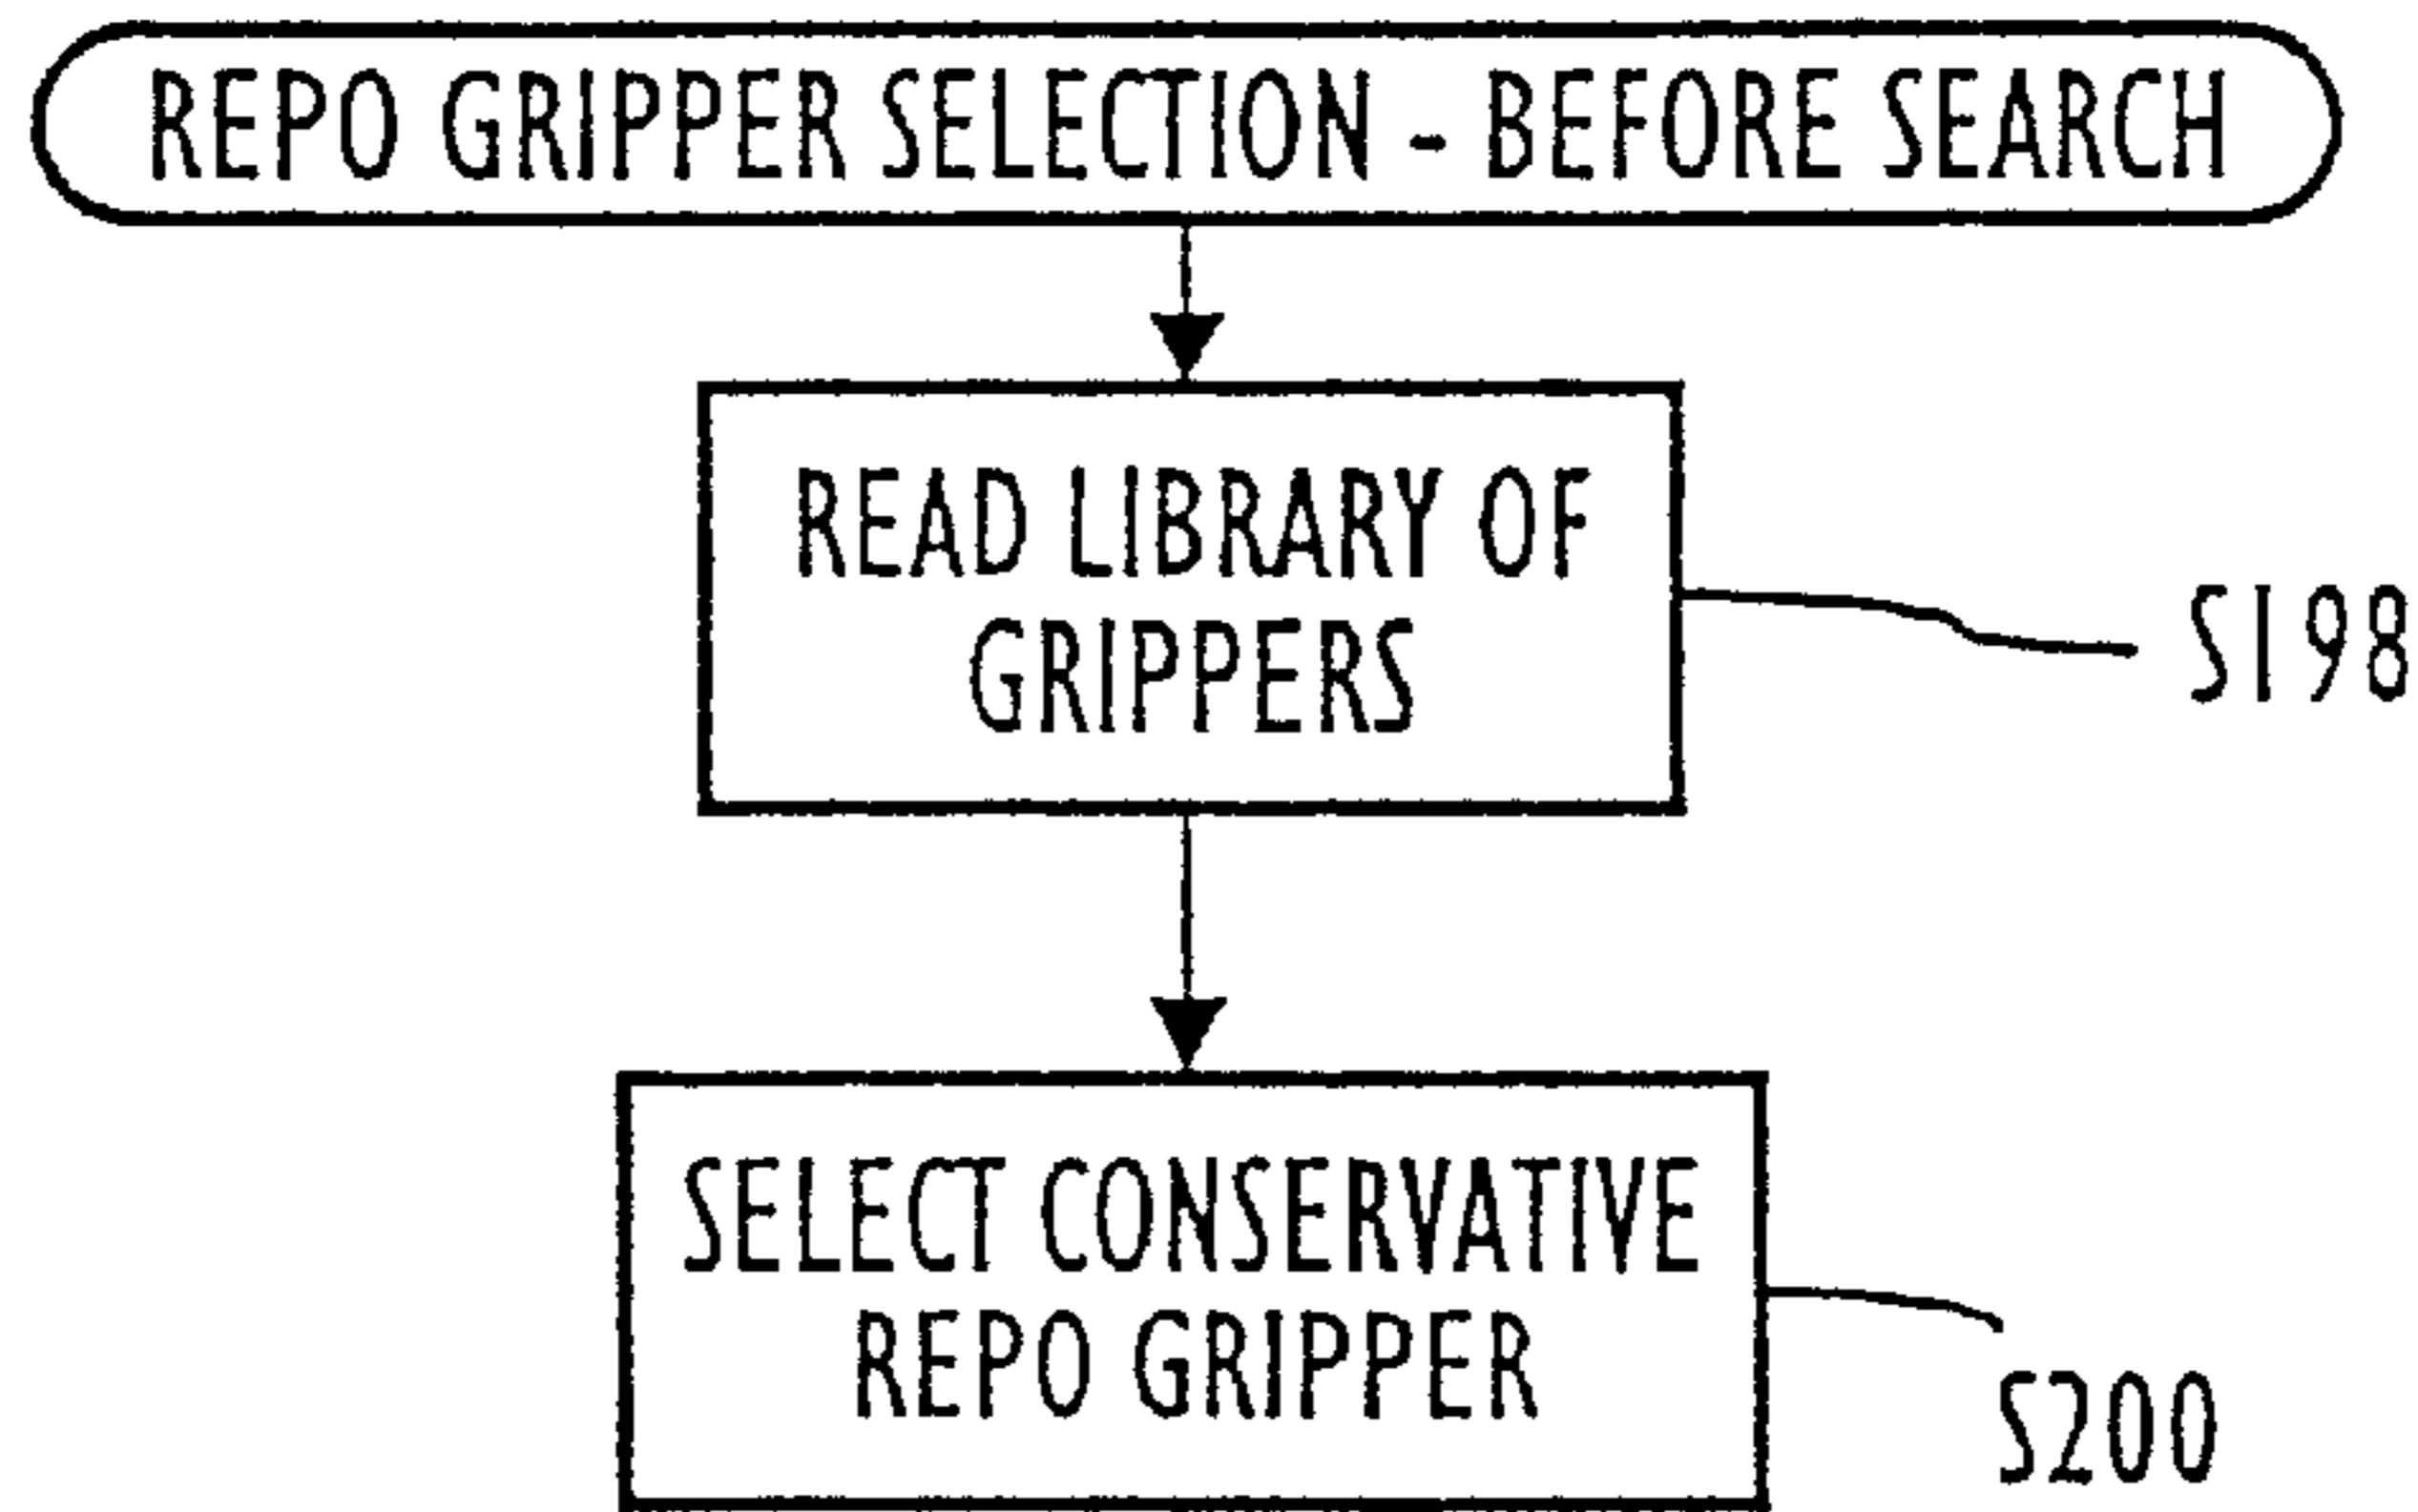 REPO GRIPPER SELECTION - BEFORE SEARCH
READ LIBRARY OF
GRIPPERS
S198
SELECT CONSERVATIVE
REPO GRIPPER
S200